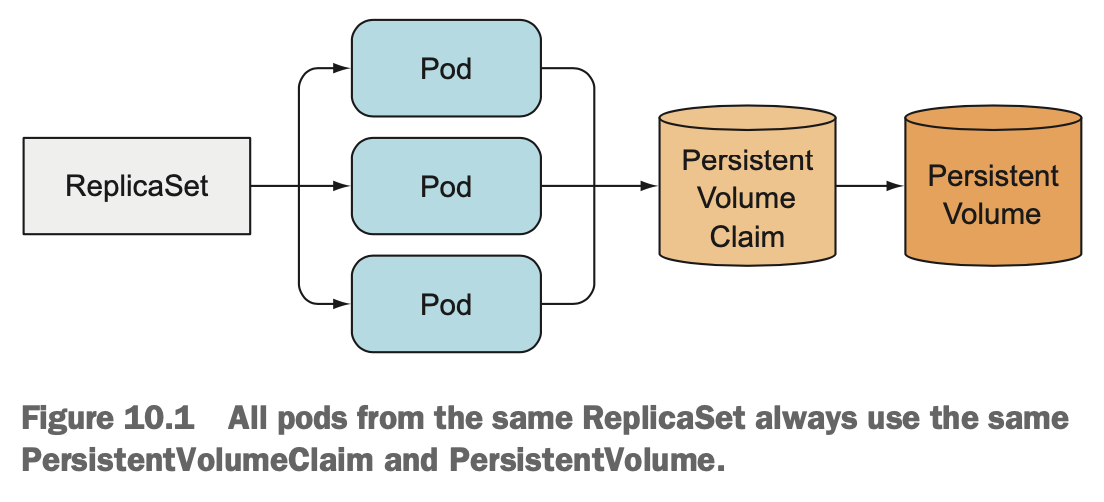 ReplicaSet
Pod
Pod
Pod
Persistent
Volume
Claim
Persistent
Volume
Figure 10.1 All pods from the same ReplicaSet always use the same
PersistentVolumeClaim and PersistentVolume.